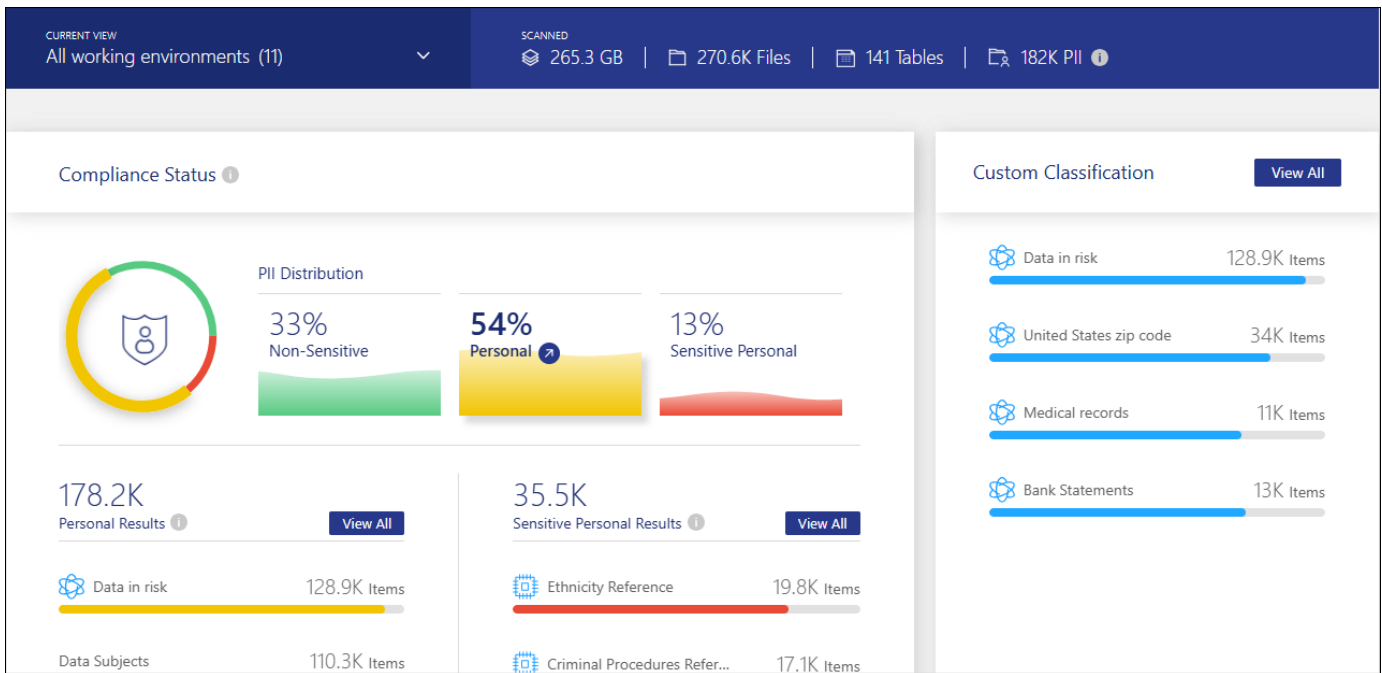 CURRENT VIEW
All working environments (11)
SCANNED
265.3 GB | 270.6K Files | 141 Tables | 182K PII
Compliance Status
PII Distribution
33%
Non-Sensitive
54%
Personal
13%
Sensitive Personal
178.2K
Personal Results
View All
Data in risk 128.9K Items
Data Subjects 110.3K Items
35.5K
Sensitive Personal Results
View All
Ethnicity Reference 19.8K Items
Criminal Procedures Refer... 17.1K Items
Custom Classification
View All
Data in risk 128.9K Items
United States zip code 34K Items
Medical records 11K Items
Bank Statements 13K Items